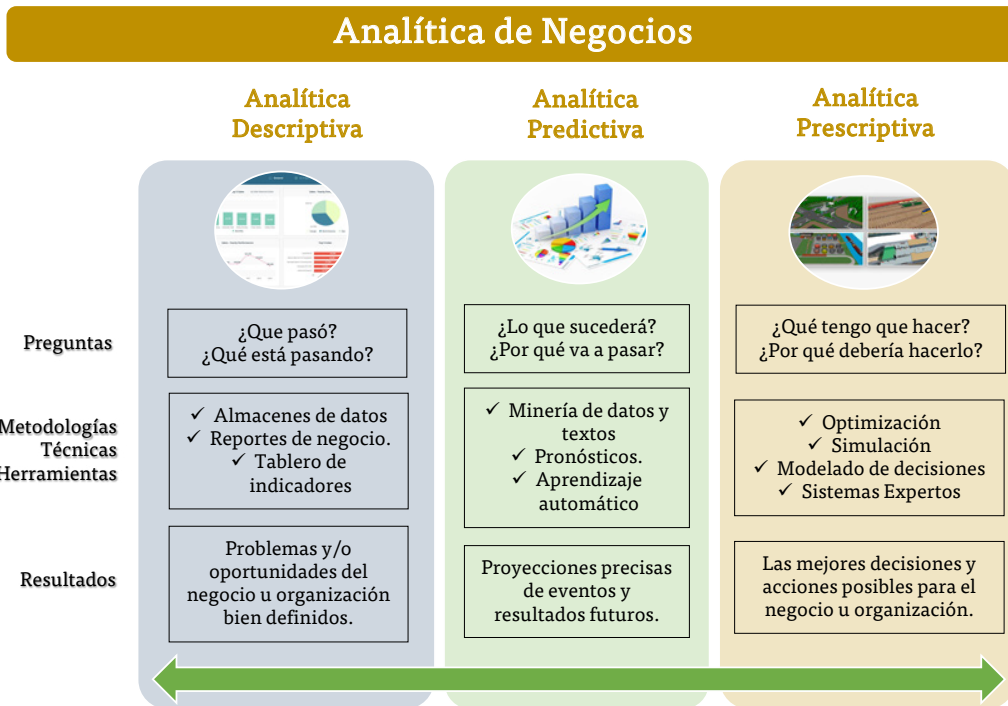 Analítica de Negocios
Analítica
Descriptiva
Analítica
Predictiva
Analítica
Prescriptiva
Preguntas
¿Que pasó?
¿Qué está pasando?
¿Lo que sucederá?
¿Por qué va a pasar?
¿Qué tengo que hacer?
¿Por qué debería hacerlo?
Metodologías
Técnicas
Herramientas
✓ Almacenes de datos
✓ Reportes de negocio.
✓ Tablero de
indicadores
✓ Minería de datos y
textos
✓ Pronósticos.
✓ Aprendizaje
automático
✓ Optimización
✓ Simulación
✓ Modelado de decisiones
✓ Sistemas Expertos
Resultados
Problemas y/o
oportunidades del
negocio u organización
bien definidos.
Proyecciones precisas
de eventos y
resultados futuros.
Las mejores decisiones y
acciones posibles para el
negocio u organización.